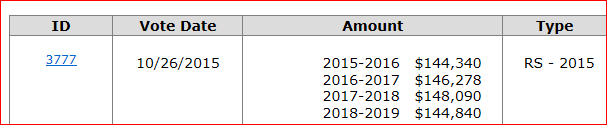 ID Vote Date Amount Type
3777 10/26/2015 2015-2016 $144,340 RS - 2015
2016-2017 $146,278
2017-2018 $148,090
2018-2019 $144,840